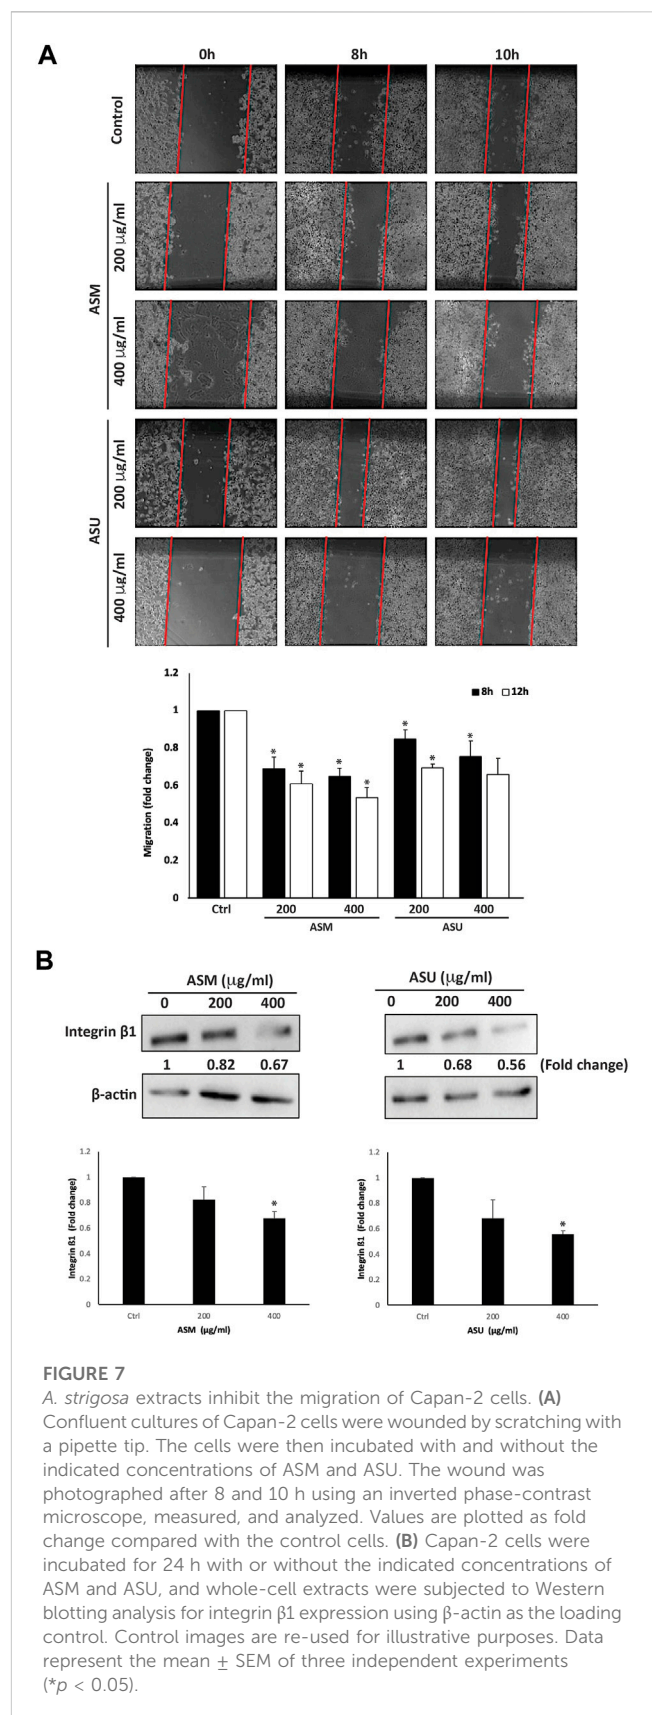 A
0h 8h 10h
Control
ASM
200 μg/ml
400 μg/ml
ASU
200 μg/ml
400 μg/ml
1.2
1
0.8
0.6
0.4
0.2
0
Migration (fold change)
8h 12h
* * * * * * *
Ctrl 200 400 200 400
ASM ASU
B
ASM (μg/ml) ASU (μg/ml)
0 200 400 0 200 400
Integrin β1
1 0.82 0.67 1 0.68 0.56 (Fold change)
β-actin
1.2
1
0.8
0.6
0.4
0.2
0
Integrin ß1 (Fold change)
*
Ctrl 200 400
ASM (μg/ml)
1.2
1
0.8
0.6
0.4
0.2
0
Integrin ß1 (Fold change)
*
Ctrl 200 400
ASU (μg/ml)
FIGURE 7
A. strigosa extracts inhibit the migration of Capan-2 cells. (A)
Confluent cultures of Capan-2 cells were wounded by scratching with
a pipette tip. The cells were then incubated with and without the
indicated concentrations of ASM and ASU. The wound was
photographed after 8 and 10 h using an inverted phase-contrast
microscope, measured, and analyzed. Values are plotted as fold
change compared with the control cells. (B) Capan-2 cells were
incubated for 24 h with or without the indicated concentrations of
ASM and ASU, and whole-cell extracts were subjected to Western
blotting analysis for integrin β1 expression using β-actin as the loading
control. Control images are re-used for illustrative purposes. Data
represent the mean ± SEM of three independent experiments
(*p < 0.05).